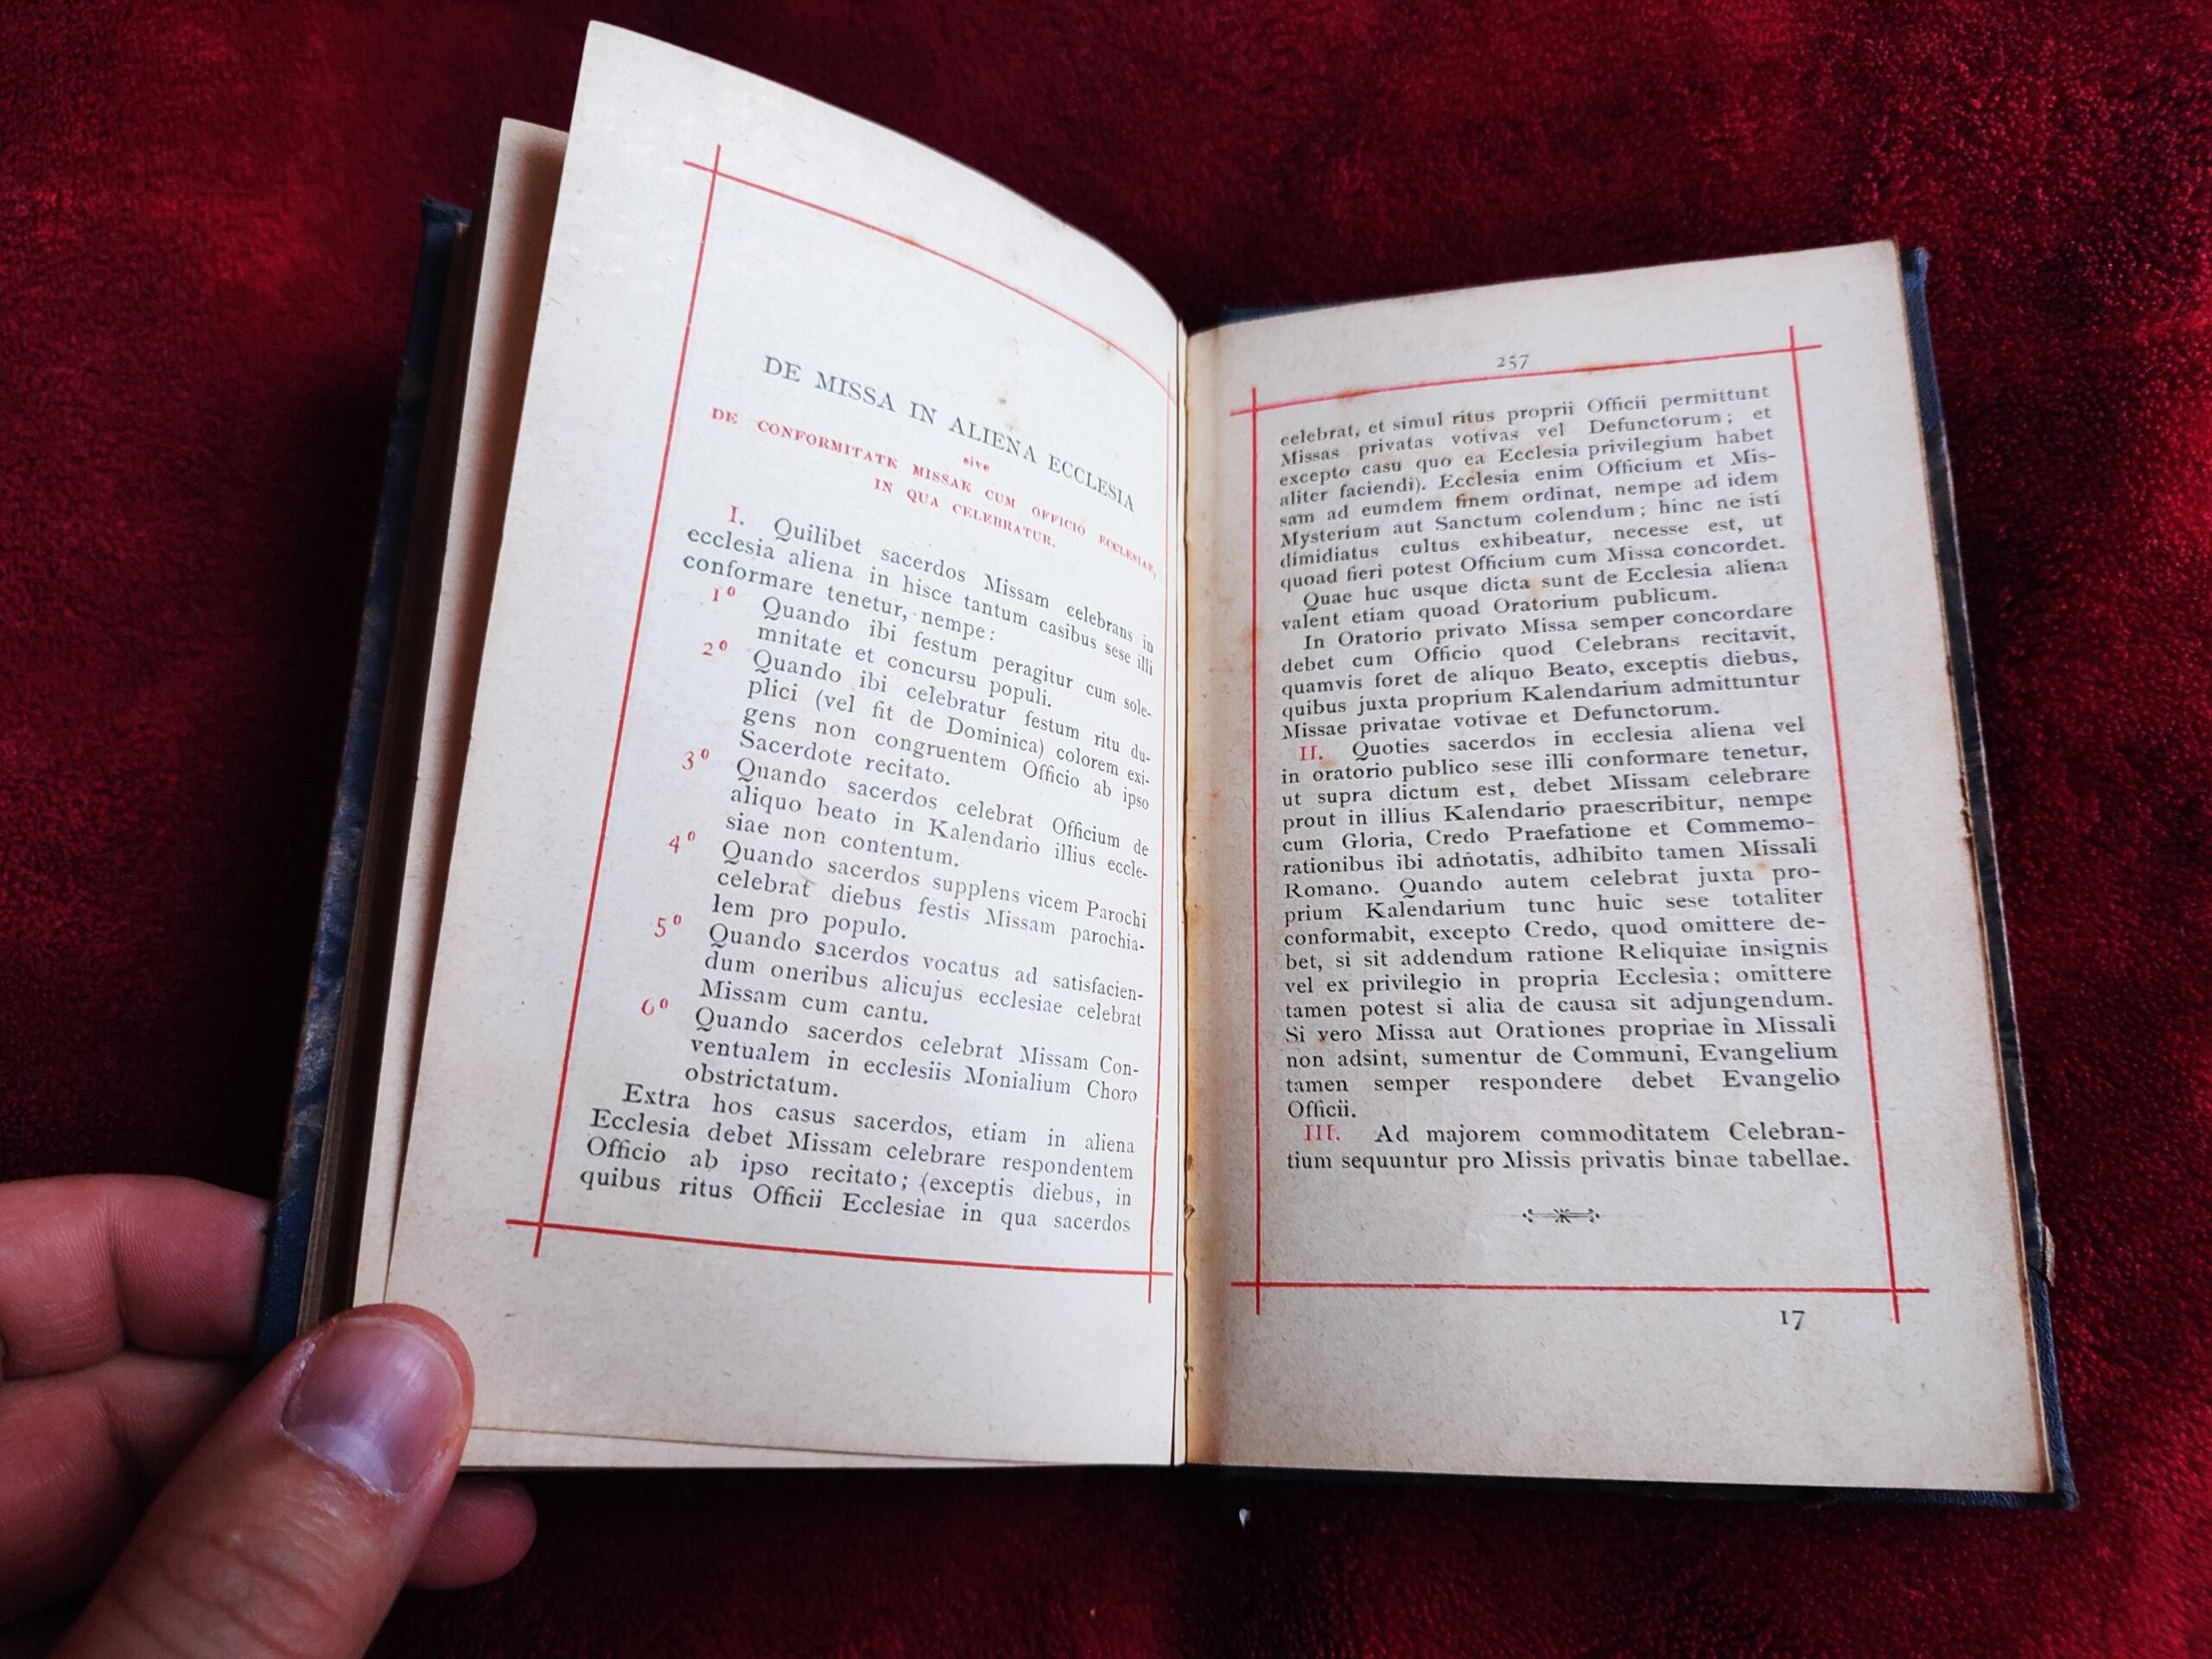 DE MISSA IN ALIENA ECCLESIA
sive
DE CONFORMITATE MISSAE CUM OFFICIO ECCLESIAE,
IN QUA CELEBRATUR.
I. Quilibet sacerdos Missam celebrans in
ecclesia aliena in hisce tantum casibus sese illi
conformare tenetur, nempe:
1º Quando ibi festum peragitur cum sole-
mnitate et concursu populi.
2º Quando ibi celebratur festum ritu du-
plici (vel fit de Dominica) colorem exi-
gens non congruentem Officio ab ipso
Sacerdote recitato.
3º Quando sacerdos celebrat Officium de
aliquo beato in Kalendario illius eccle-
siae non contentum.
4º Quando sacerdos supplens vicem Parochi
celebrat diebus festis Missam parochia-
lem pro populo.
5º Quando sacerdos vocatus ad satisfacien-
dum oneribus alicujus ecclesiae celebrat
Missam cum cantu.
6º Quando sacerdos celebrat Missam Con-
ventualem in ecclesiis Monialium Choro
obstrictatum.
Extra hos casus sacerdos, etiam in aliena
Ecclesia debet Missam celebrare respondentem
Officio ab ipso recitato; (exceptis diebus, in
quibus ritus Officii Ecclesiae in qua sacerdos
257
celebrat, et simul ritus proprii Officii permittunt
Missas privatas votivas vel Defunctorum; et
excepto casu quo ea Ecclesia privilegium habet
aliter faciendi). Ecclesia enim Officium et Mis-
sam ad eumdem finem ordinat, nempe ad idem
Mysterium aut Sanctum colendum; hinc ne isti
dimidiatus cultus exhibeatur, necesse est, ut
quoad fieri potest Officium cum Missa concordet.
Quae huc usque dicta sunt de Ecclesia aliena
valent etiam quoad Oratorium publicum.
In Oratorio privato Missa semper concordare
debet cum Officio quod Celebrans recitavit,
quamvis foret de aliquo Beato, exceptis diebus,
quibus juxta proprium Kalendarium admittuntur
Missae privatae votivae et Defunctorum.
II. Quoties sacerdos in ecclesia aliena vel
in oratorio publico sese illi conformare tenetur,
ut supra dictum est, debet Missam celebrare
prout in illius Kalendario praescribitur, nempe
cum Gloria, Credo Praefatione et Commemo-
rationibus ibi adnotatis, adhibito tamen Missali
Romano. Quando autem celebrat juxta pro-
prium Kalendarium tunc huic sese totaliter
conformabit, excepto Credo, quod omittere de-
bet, si sit addendum ratione Reliquiae insignis
vel ex privilegio in propria Ecclesia; omittere
tamen potest si alia de causa sit adjungendum.
Si vero Missa aut Orationes propriae in Missali
non adsint, sumentur de Communi, Evangelium
tamen semper respondere debet Evangelio
Officii.
III. Ad majorem commoditatem Celebran-
tium sequuntur pro Missis privatis binae tabellae.
17